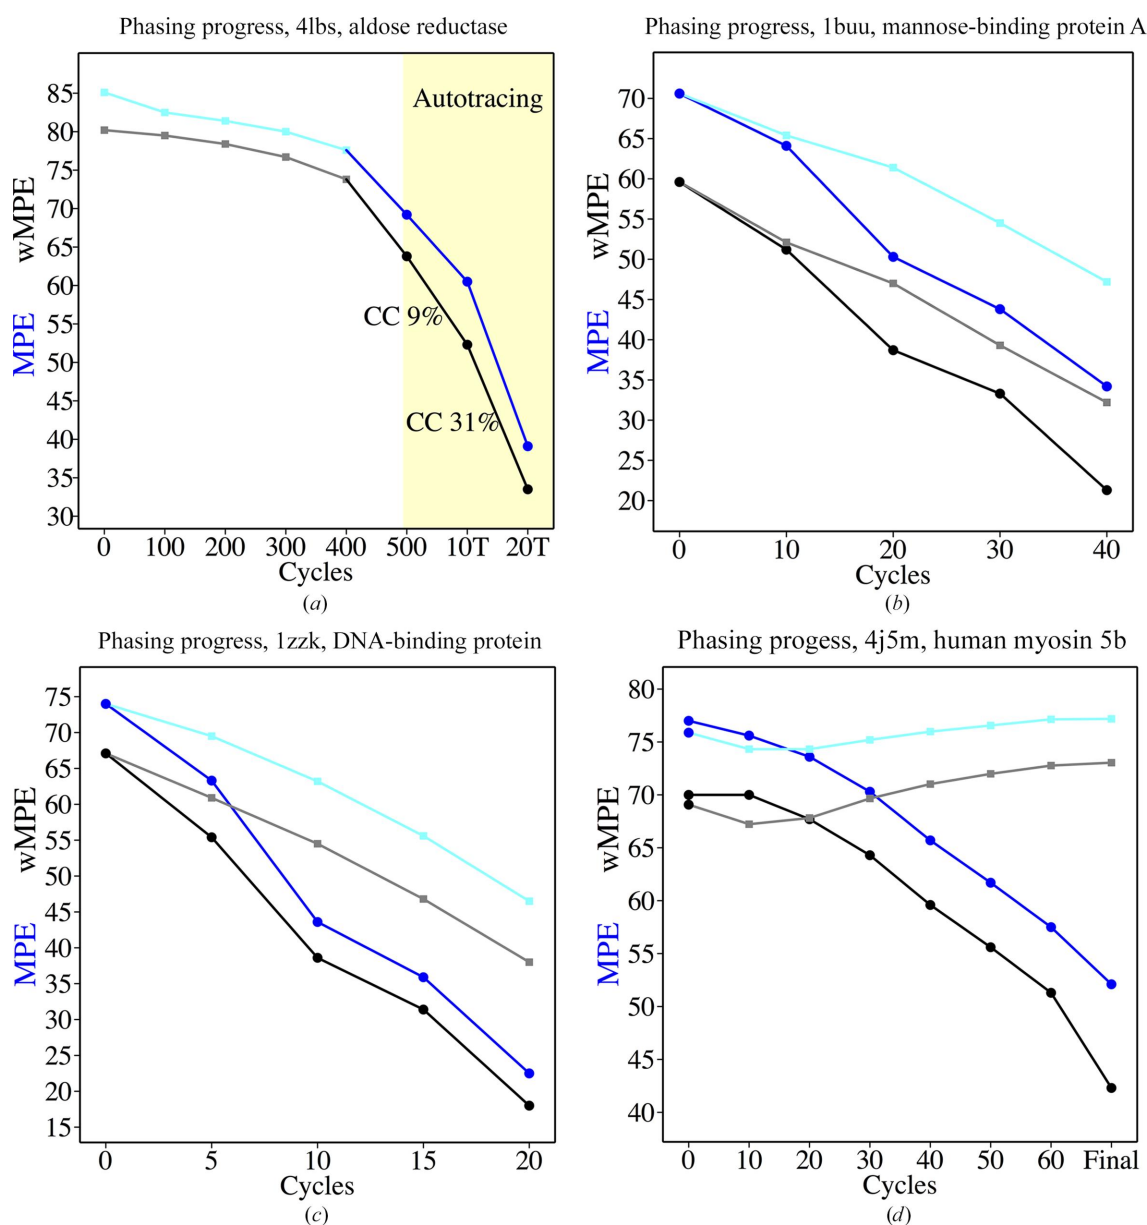 Phasing progress, 4lbs, aldose reductase
85
80
75
70
65
60
55
50
45
40
35
30
MPE wMPE
Autotracing
CC 9%
CC 31%
0 100 200 300 400 500 10T 20T
Cycles
(a)
Phasing progress, 1buu, mannose-binding protein A
70
65
60
55
50
45
40
35
30
25
20
MPE wMPE
0 10 20 30 40
Cycles
(b)
Phasing progress, 1zzk, DNA-binding protein
75
70
65
60
55
50
45
40
35
30
25
20
15
MPE wMPE
0 5 10 15 20
Cycles
(c)
Phasing progess, 4j5m, human myosin 5b
80
75
70
65
60
55
50
45
40
MPE wMPE
0 10 20 30 40 50 60 Final
Cycles
(d)